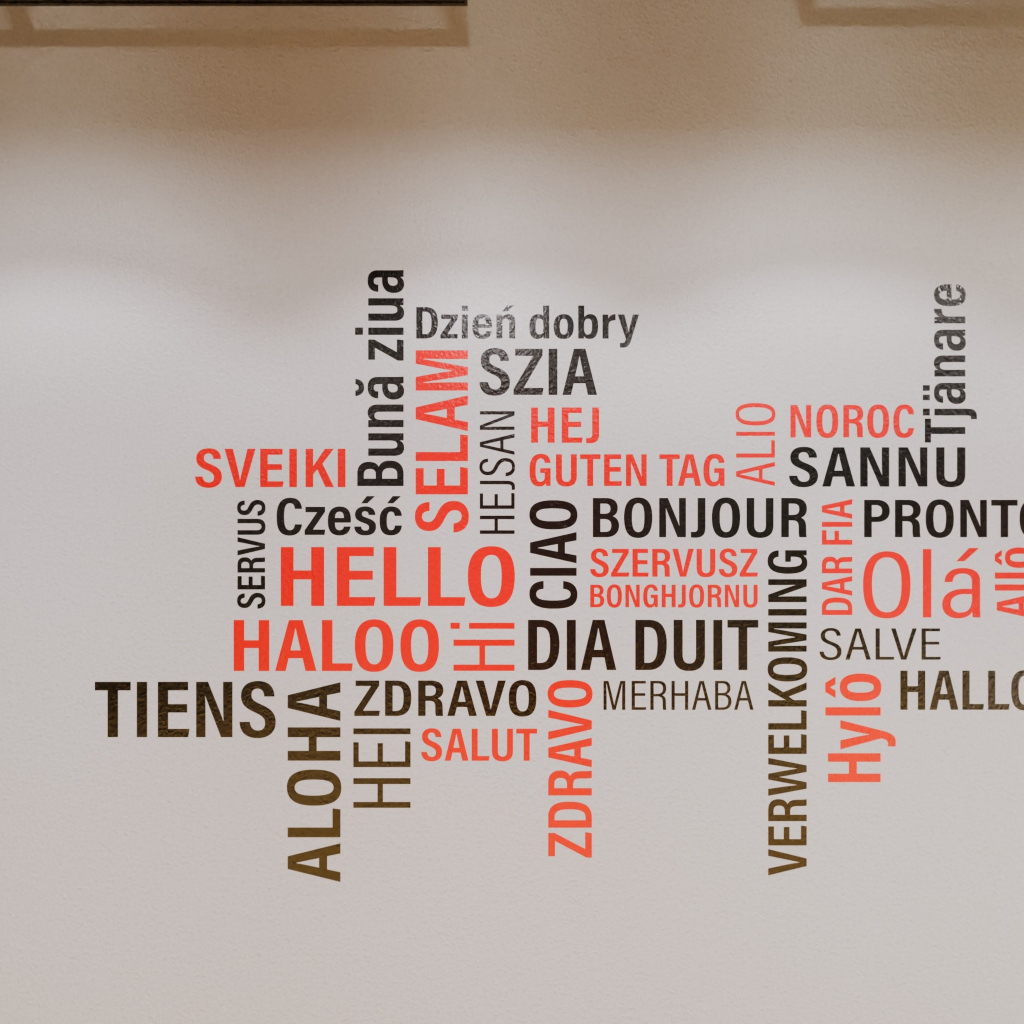 Bună ziua
Dzień dobry
Tjänare
SZIA
SELAM
HEJSAN
HEJ
ALIO
NOROC
SVEIKI
GUTEN TAG
SANNU
SERVUS
Cześć
CIAO
BONJOUR
DAR FIA
PRONTO
HELLO
SZERVUSZ
BONGHJORNU
VERWELKOMING
Olá
Allô
HALOO
Hi
DIA DUIT
SALVE
TIENS
ALOHA
ZDRAVO
HEI
SALUT
ZDRAVO
MERHABA
Hylô
HALLO